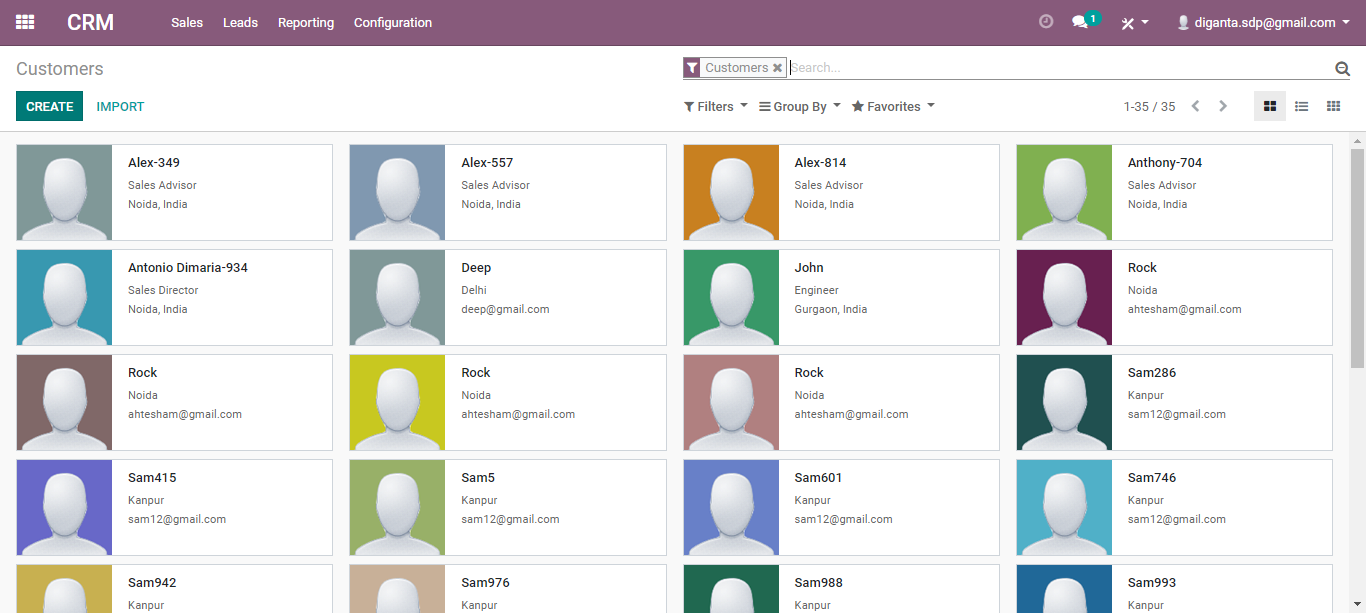 CRM Sales Leads Reporting Configuration 1 diganta.sdp@gmail.com
Customers Customers Search...
CREATE IMPORT Filters Group By Favorites 1-35 / 35
Alex-349 Alex-557 Alex-814 Anthony-704
Sales Advisor Sales Advisor Sales Advisor Sales Advisor
Noida, India Noida, India Noida, India Noida, India
Antonio Dimaria-934 Deep John Rock
Sales Director Delhi Engineer Noida
Noida, India deep@gmail.com Gurgaon, India ahtesham@gmail.com
Rock Rock Rock Sam286
Noida Noida Noida Kanpur
ahtesham@gmail.com ahtesham@gmail.com ahtesham@gmail.com sam12@gmail.com
Sam415 Sam5 Sam601 Sam746
Kanpur Kanpur Kanpur Kanpur
sam12@gmail.com sam12@gmail.com sam12@gmail.com sam12@gmail.com
Sam942 Sam976 Sam988 Sam993
Kanpur Kanpur Kanpur Kanpur